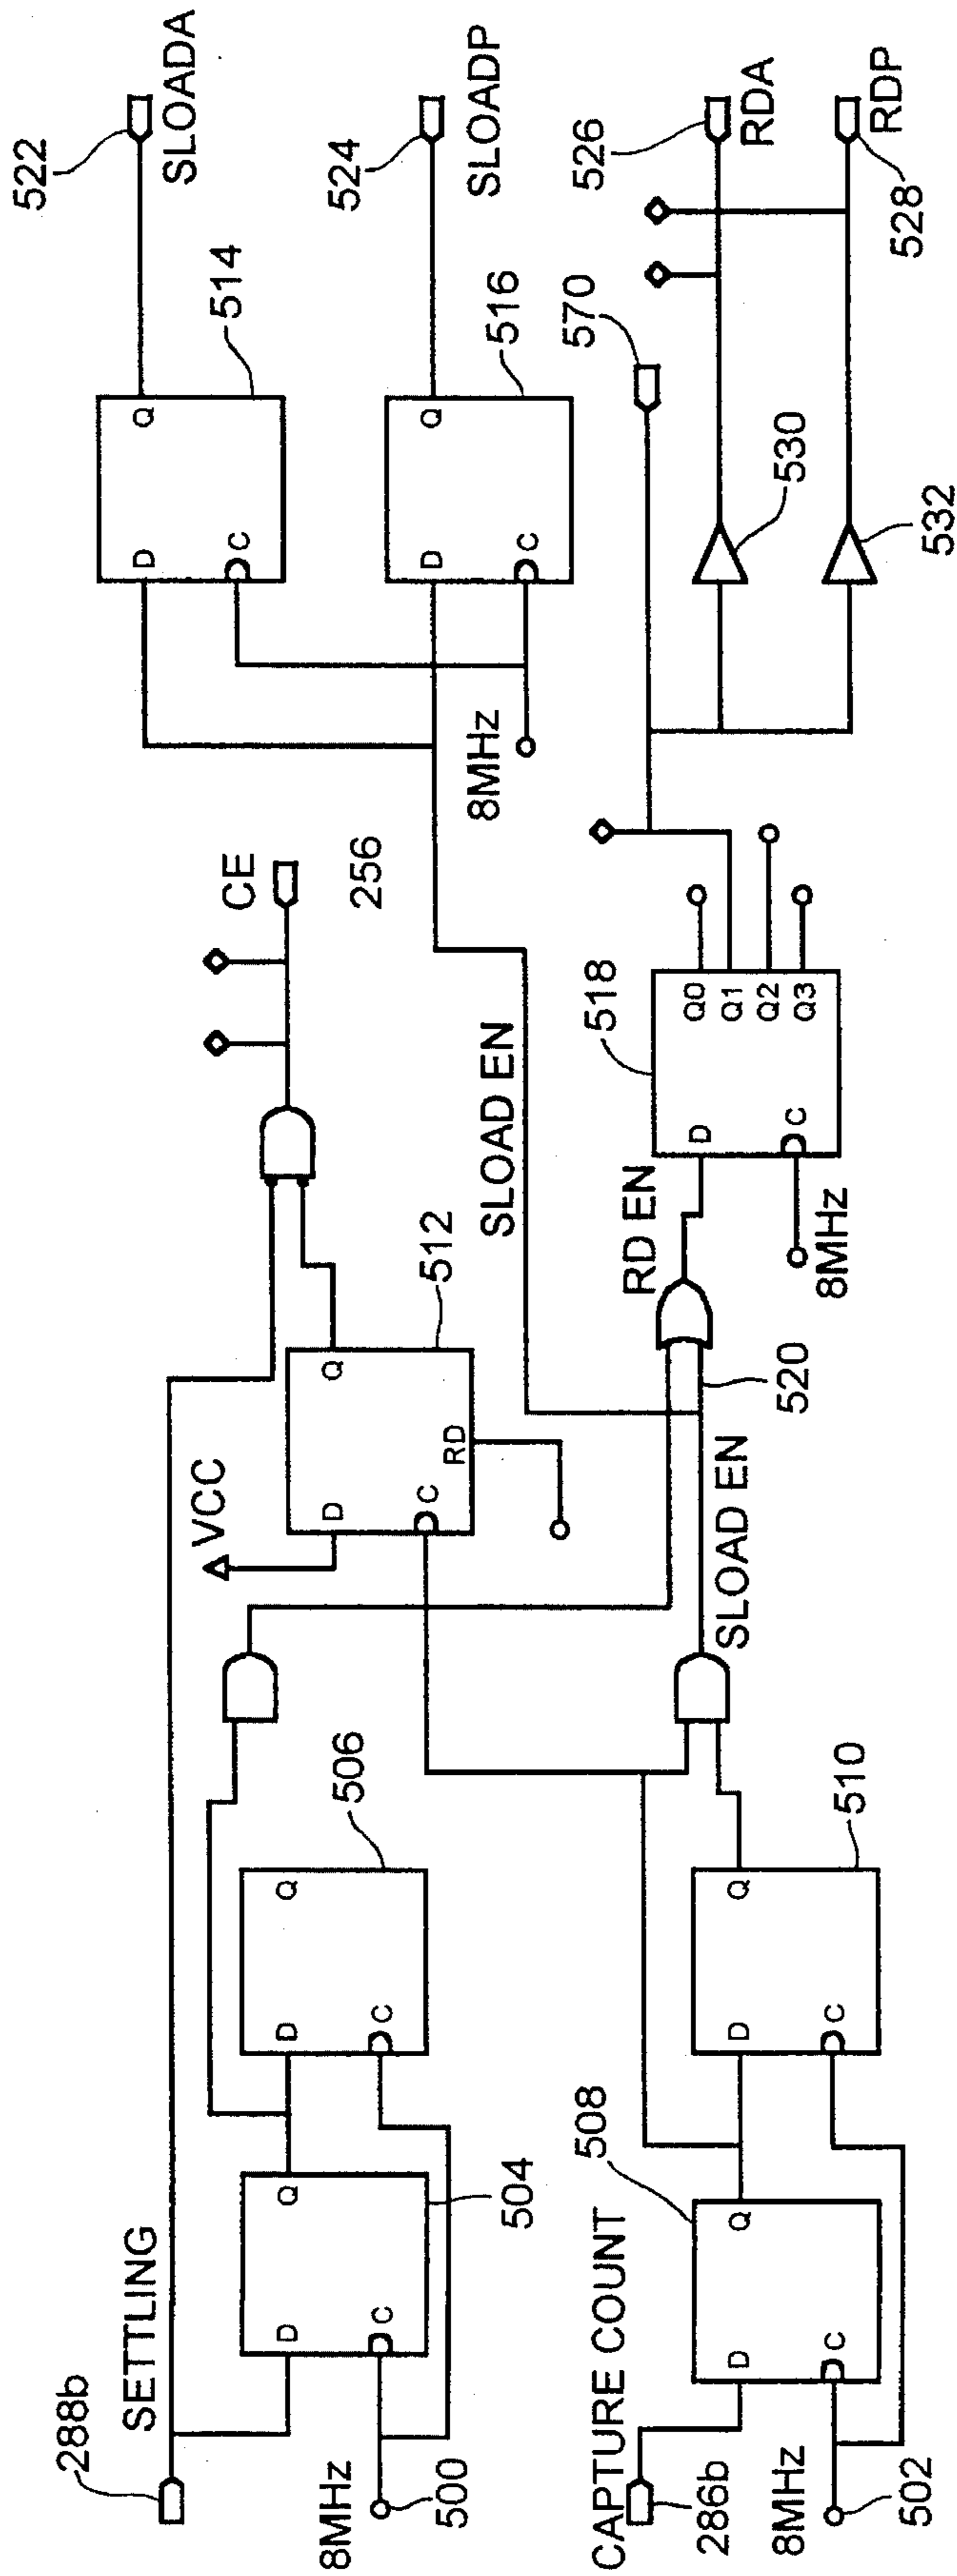 288b
SETTLING
D
Q
C
504
8MHz
500
D
Q
C
506
VCC
D
Q
C
RD
512
CE
256
SLOAD EN
D
Q
C
514
522
SLOADA
D
Q
C
516
8MHz
524
SLOADP
CAPTURE COUNT
286b
D
Q
C
508
8MHz
502
D
Q
C
510
SLOAD EN
520
RD EN
D
C
Q0
Q1
Q2
Q3
518
8MHz
570
530
532
526
RDA
528
RDP